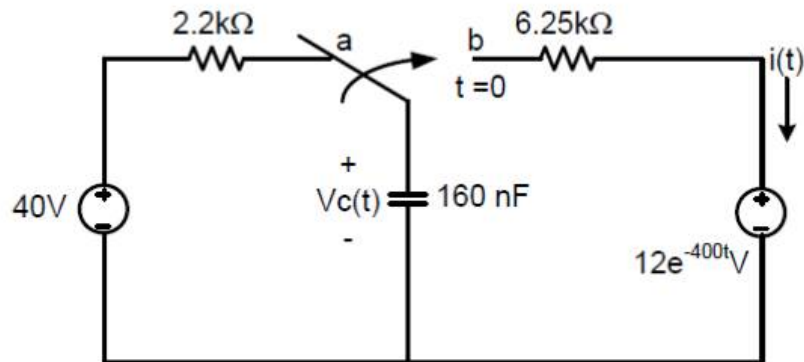 2.2kΩ
a
b
6.25kΩ
t =0
i(t)
+
Vc(t)
-
160 nF
40V
+
-
+
-
12e^-400t V